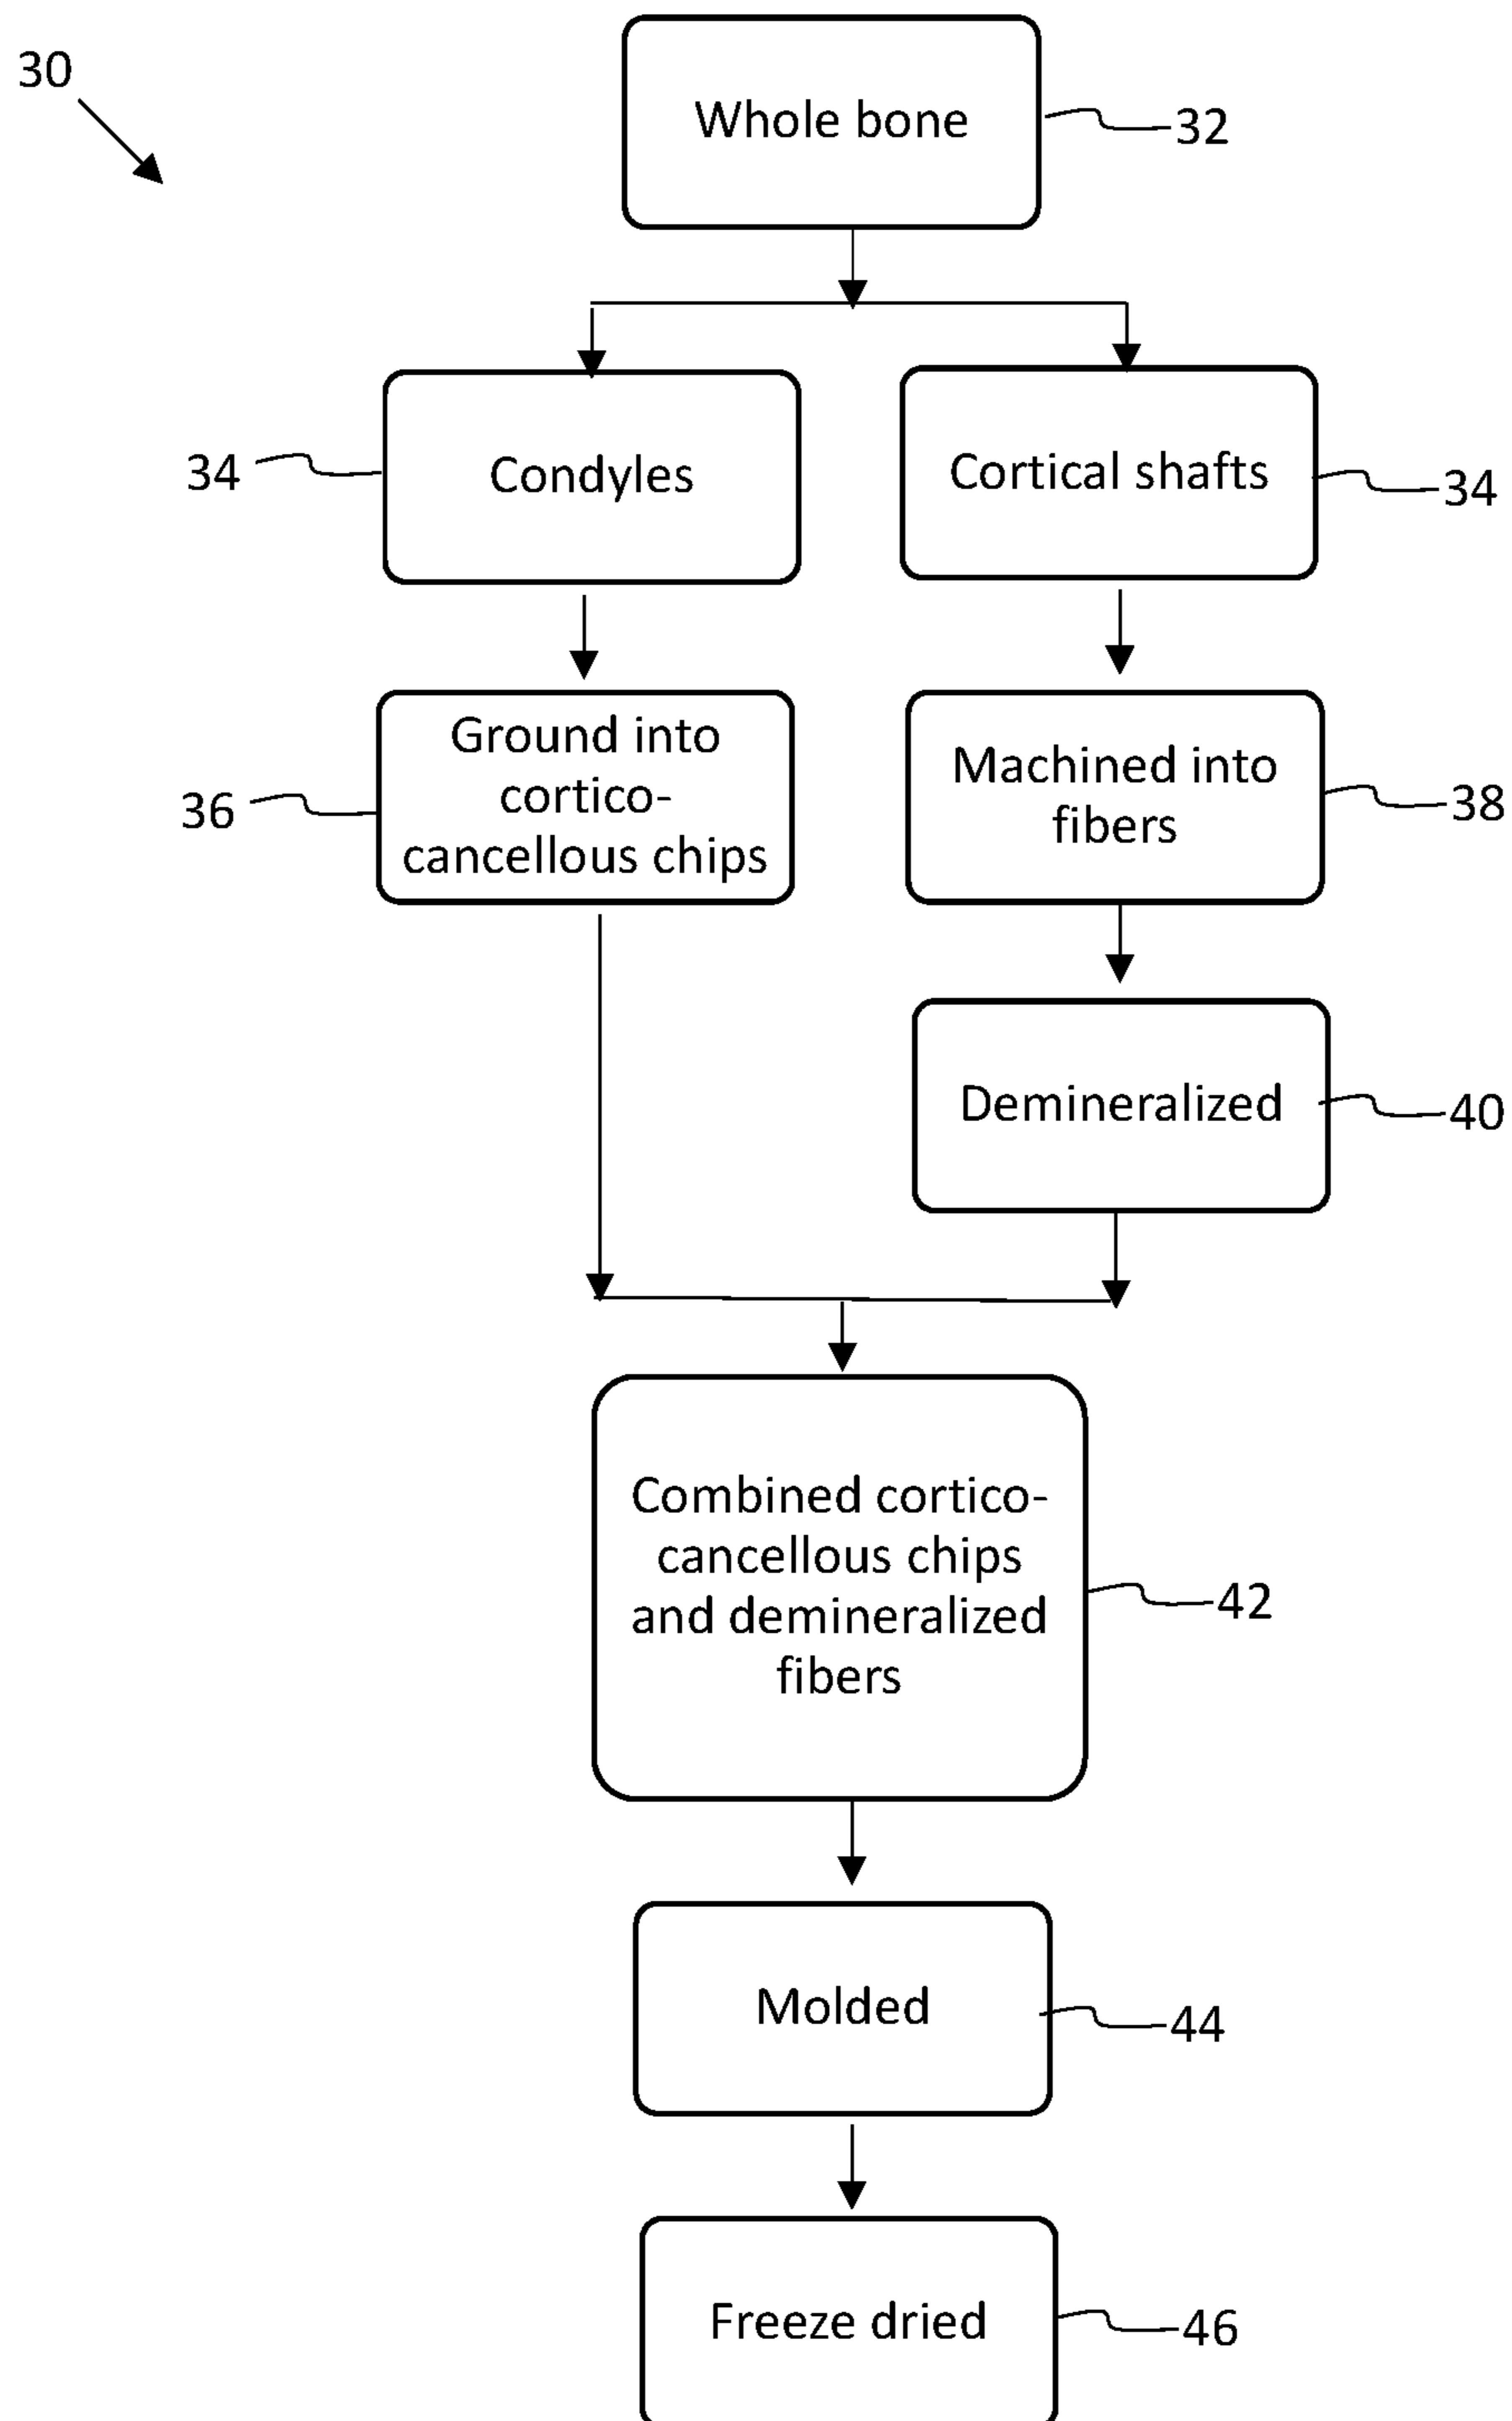 30
Whole bone
32
34
Condyles
Cortical shafts
34
36
Ground into
cortico-
cancellous chips
Machined into
fibers
38
Demineralized
40
Combined cortico-
cancellous chips
and demineralized
fibers
42
Molded
44
Freeze dried
46